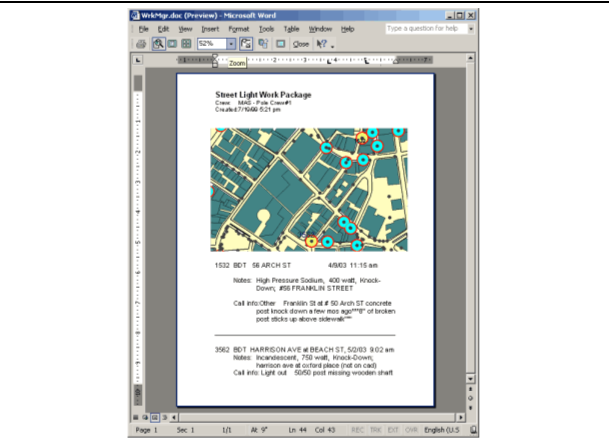 WrkMgr.doc (Preview) - Microsoft Word
File Edit View Insert Format Tools Table Window Help Type a question for help
52% Close
Zoom
Street Light Work Package
Crew: MAS - Pole Crew#1
Created:7/16/03 5:21 pm
1532 BDT 56 ARCH ST 4/9/03 11:15 am
Notes: High Pressure Sodium, 400 watt, Knock-
Down; #56 FRANKLIN STREET
Call info:Other Franklin St at # 50 Arch ST concrete
post knock down a few mos ago***8" of broken
post sticks up above sidewalk***
3562 BDT HARRISON AVE at BEACH ST, 5/2/03 9:02 am
Notes: Incandescent, 750 watt, Knock-Down;
harrison ave at oxford place (not on cad)
Call info: Light out 50/50 post missing wooden shaft
Page 1 Sec 1 1/1 At 9" Ln 44 Col 43 REC TRK EXT OVR English (U.S